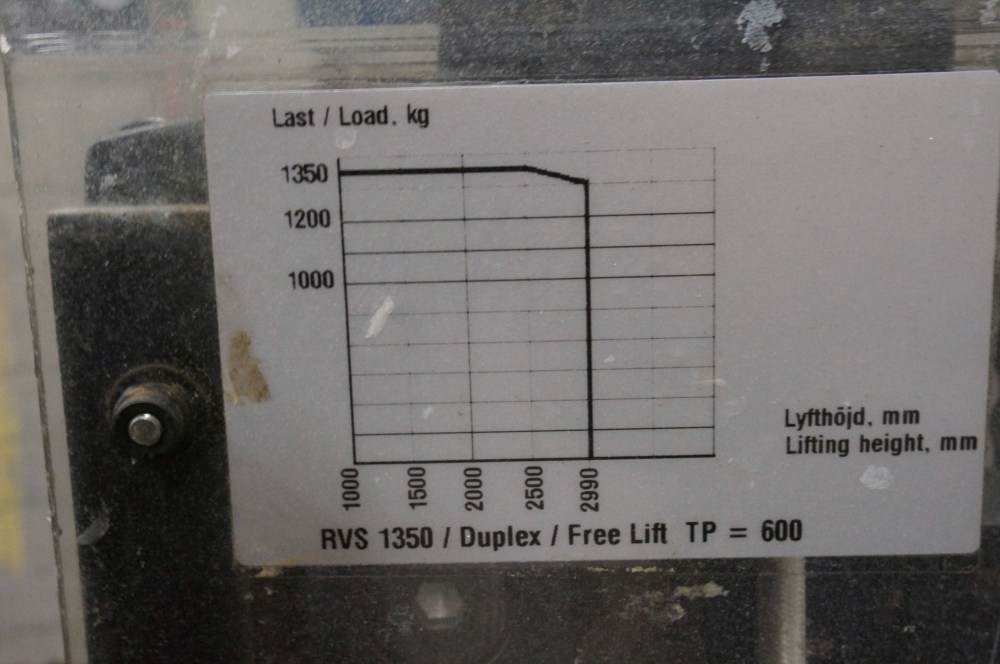 Last / Load, kg
1350
1200
1000
Lyfthöjd, mm
Lifting height, mm
1000 1500 2000 2500 2990
RVS 1350 / Duplex / Free Lift TP = 600